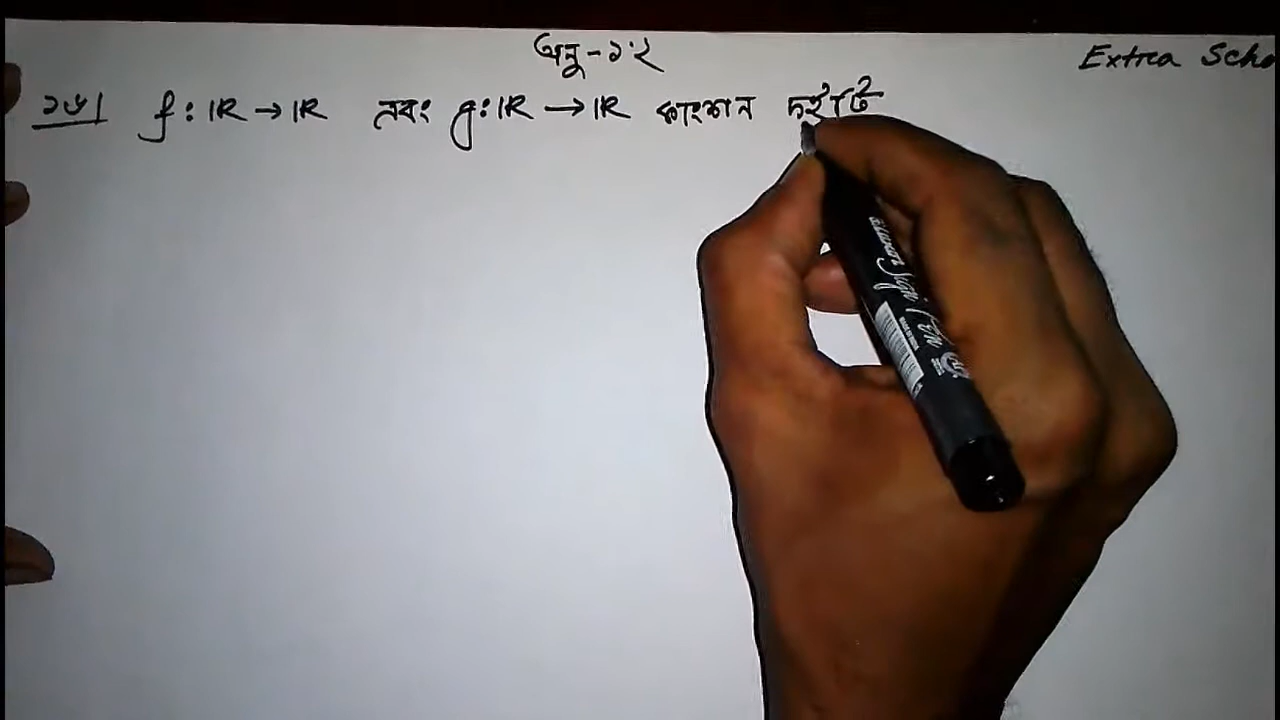 অনু-১.২
Extra Scho
১৬। f : IR → IR এবং g : IR → IR ফাংশন দুইটি